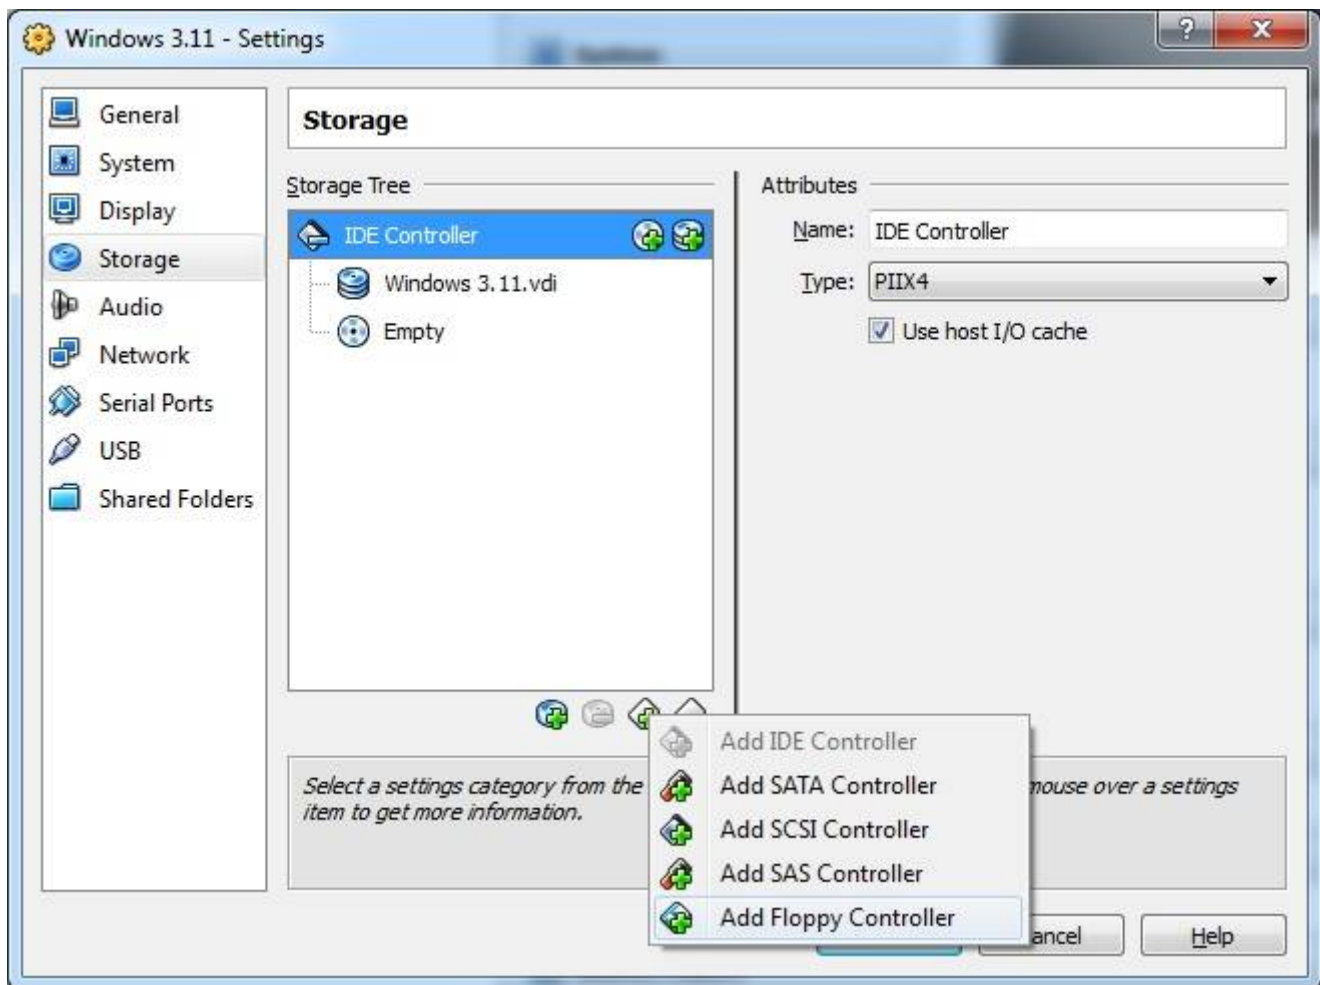 Windows 3.11 - Settings
?
General
System
Display
Storage
Audio
Network
Serial Ports
USB
Shared Folders
Storage
Storage Tree
IDE Controller
Windows 3.11.vdi
Empty
Attributes
Name: IDE Controller
Type: PIIX4
Use host I/O cache
Select a settings category from the mouse over a settings
item to get more information.
Add IDE Controller
Add SATA Controller
Add SCSI Controller
Add SAS Controller
Add Floppy Controller
ancel
Help